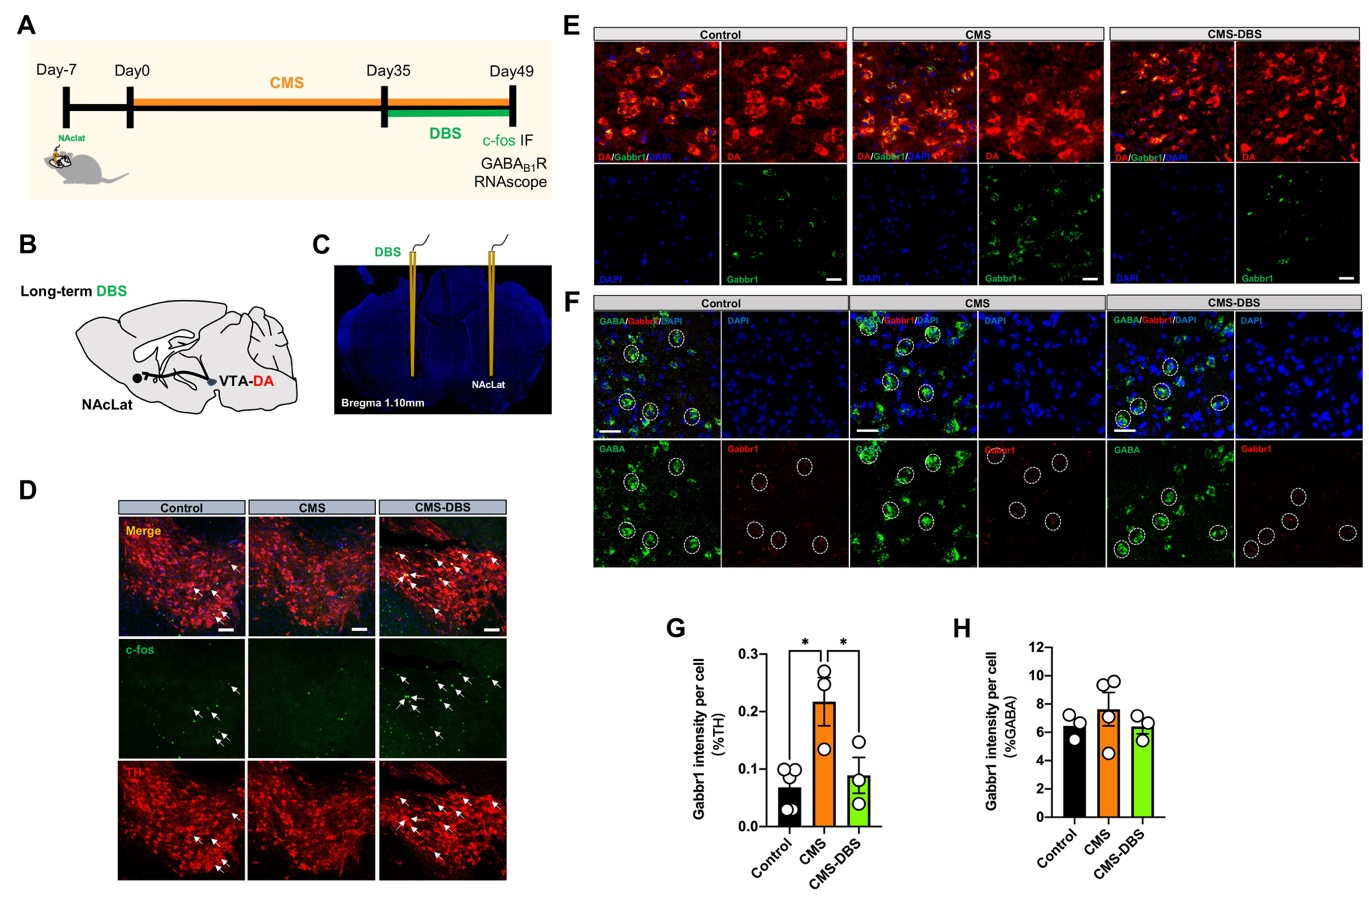 A
Day-7
Day0
Day35
Day49
CMS
DBS
NAclat
c-fos IF
GABAB1R
RNAscope
B
Long-term DBS
VTA-DA
NAcLat
C
DBS
NAcLat
Bregma 1.10mm
D
Control
CMS
CMS-DBS
Merge
c-fos
TH
E
Control
CMS
CMS-DBS
DA/Gabbr1/DAPI
DA
DA/Gabbr1/DAPI
DA
DA/Gabbr1/DAPI
DA
DAPI
Gabbr1
DAPI
Gabbr1
DAPI
Gabbr1
F
Control
CMS
CMS-DBS
GABA/Gabbr1/DAPI
DAPI
GABA/Gabbr1/DAPI
DAPI
GABA/Gabbr1/DAPI
DAPI
GABA
Gabbr1
GABA
Gabbr1
GABA
Gabbr1
G
Gabbr1 intensity per cell
(%TH)
0.3
0.2
0.1
0.0
*
*
Control
CMS
CMS-DBS
H
Gabbr1 intensity per cell
(%GABA)
12
10
8
6
4
2
0
Control
CMS
CMS-DBS